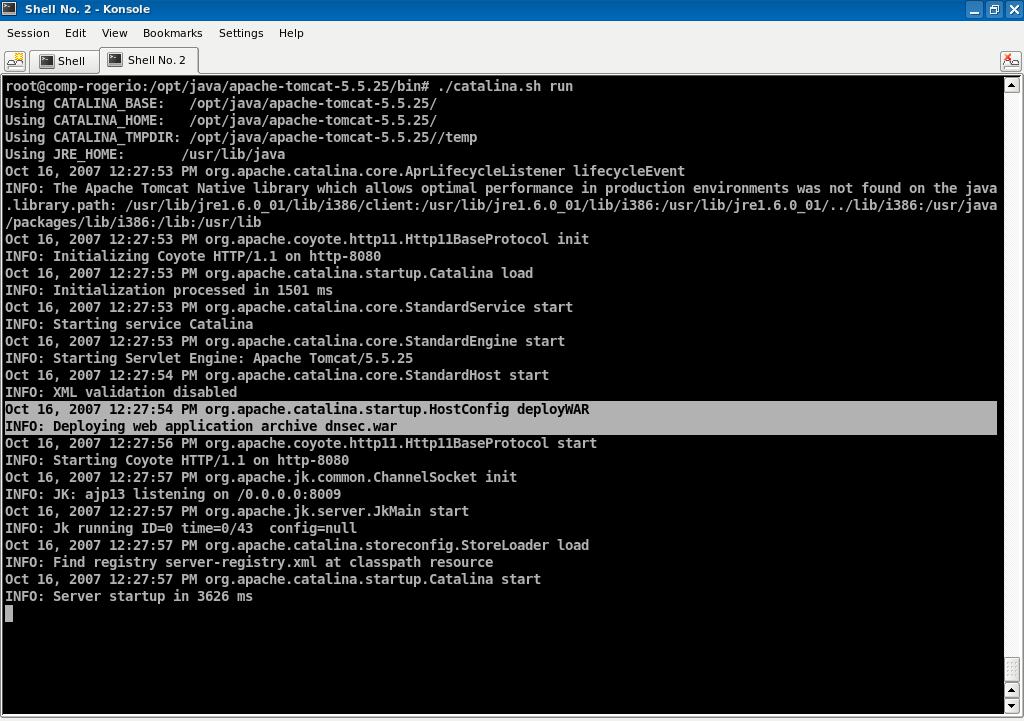 Shell No. 2 - Konsole
Session Edit View Bookmarks Settings Help
Shell Shell No. 2
root@comp-rogerio:/opt/java/apache-tomcat-5.5.25/bin# ./catalina.sh run
Using CATALINA_BASE:   /opt/java/apache-tomcat-5.5.25/
Using CATALINA_HOME:   /opt/java/apache-tomcat-5.5.25/
Using CATALINA_TMPDIR: /opt/java/apache-tomcat-5.5.25//temp
Using JRE_HOME:       /usr/lib/java
Oct 16, 2007 12:27:53 PM org.apache.catalina.core.AprLifecycleListener lifecycleEvent
INFO: The Apache Tomcat Native library which allows optimal performance in production environments was not found on the java
.library.path: /usr/lib/jre1.6.0_01/lib/i386/client:/usr/lib/jre1.6.0_01/lib/i386:/usr/lib/jre1.6.0_01/../lib/i386:/usr/java
/packages/lib/i386:/lib:/usr/lib
Oct 16, 2007 12:27:53 PM org.apache.coyote.http11.Http11BaseProtocol init
INFO: Initializing Coyote HTTP/1.1 on http-8080
Oct 16, 2007 12:27:53 PM org.apache.catalina.startup.Catalina load
INFO: Initialization processed in 1501 ms
Oct 16, 2007 12:27:53 PM org.apache.catalina.core.StandardService start
INFO: Starting service Catalina
Oct 16, 2007 12:27:53 PM org.apache.catalina.core.StandardEngine start
INFO: Starting Servlet Engine: Apache Tomcat/5.5.25
Oct 16, 2007 12:27:54 PM org.apache.catalina.core.StandardHost start
INFO: XML validation disabled
Oct 16, 2007 12:27:54 PM org.apache.catalina.startup.HostConfig deployWAR
INFO: Deploying web application archive dnsec.war
Oct 16, 2007 12:27:56 PM org.apache.coyote.http11.Http11BaseProtocol start
INFO: Starting Coyote HTTP/1.1 on http-8080
Oct 16, 2007 12:27:57 PM org.apache.jk.common.ChannelSocket init
INFO: JK: ajp13 listening on /0.0.0.0:8009
Oct 16, 2007 12:27:57 PM org.apache.jk.server.JkMain start
INFO: Jk running ID=0 time=0/43  config=null
Oct 16, 2007 12:27:57 PM org.apache.catalina.storeconfig.StoreLoader load
INFO: Find registry server-registry.xml at classpath resource
Oct 16, 2007 12:27:57 PM org.apache.catalina.startup.Catalina start
INFO: Server startup in 3626 ms